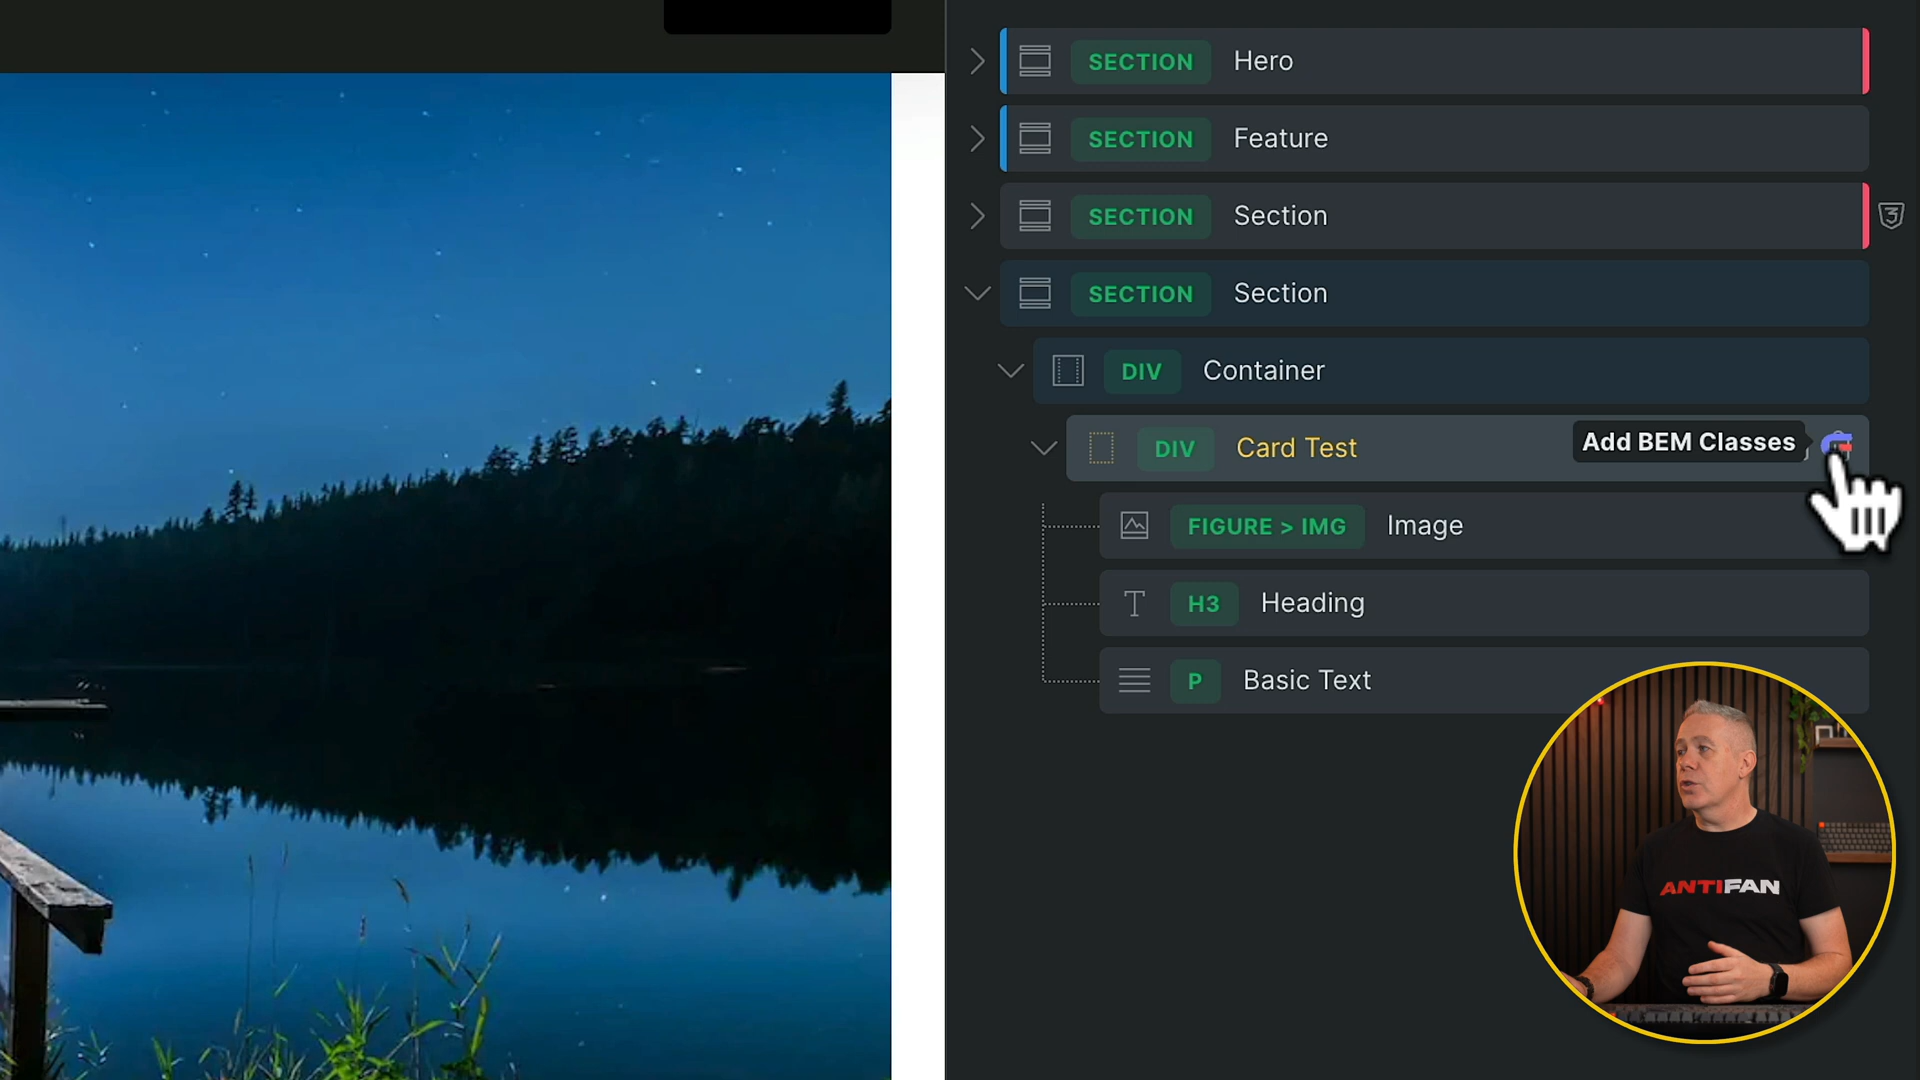 SECTION Hero
SECTION Feature
SECTION Section
3
SECTION Section
DIV Container
DIV Card Test Add BEM Classes
FIGURE > IMG Image
H3 Heading
P Basic Text
ANTIFAN